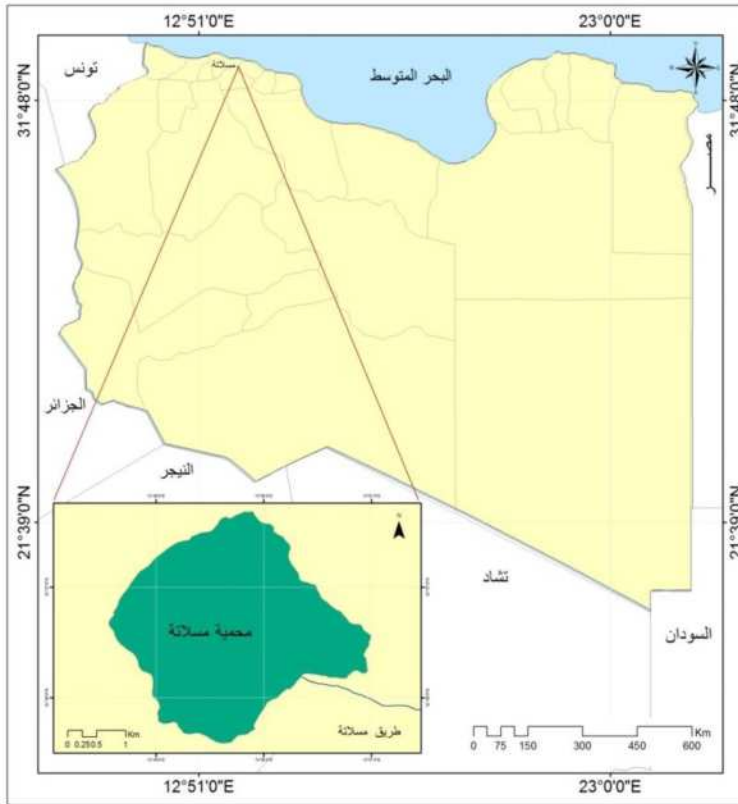 12°51'0"E 23°0'0"E
تونس
مسلاتة
البحر المتوسط
31°48'0"N 31°48'0"N
مصـــر
الجزائر
النيجر
21°39'0"N 21°39'0"N
تشاد
السودان
N
محمية مسلاتة
طريق مسلاتة
Km
0 0.25 0.5 1
Km
0 75 150 300 450 600
12°51'0"E 23°0'0"E